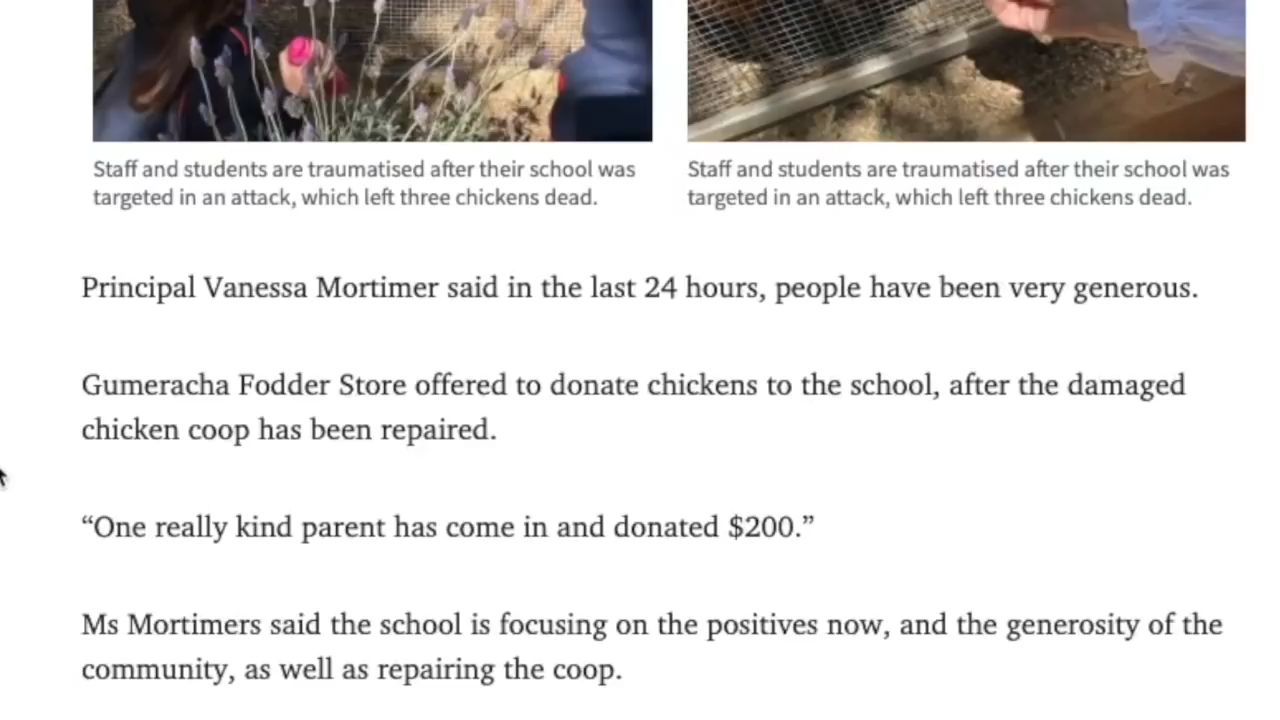 Staff and students are traumatised after their school was
targeted in an attack, which left three chickens dead.
Staff and students are traumatised after their school was
targeted in an attack, which left three chickens dead.
Principal Vanessa Mortimer said in the last 24 hours, people have been very generous.
Gumeracha Fodder Store offered to donate chickens to the school, after the damaged
chicken coop has been repaired.
“One really kind parent has come in and donated $200.”
Ms Mortimers said the school is focusing on the positives now, and the generosity of the
community, as well as repairing the coop.